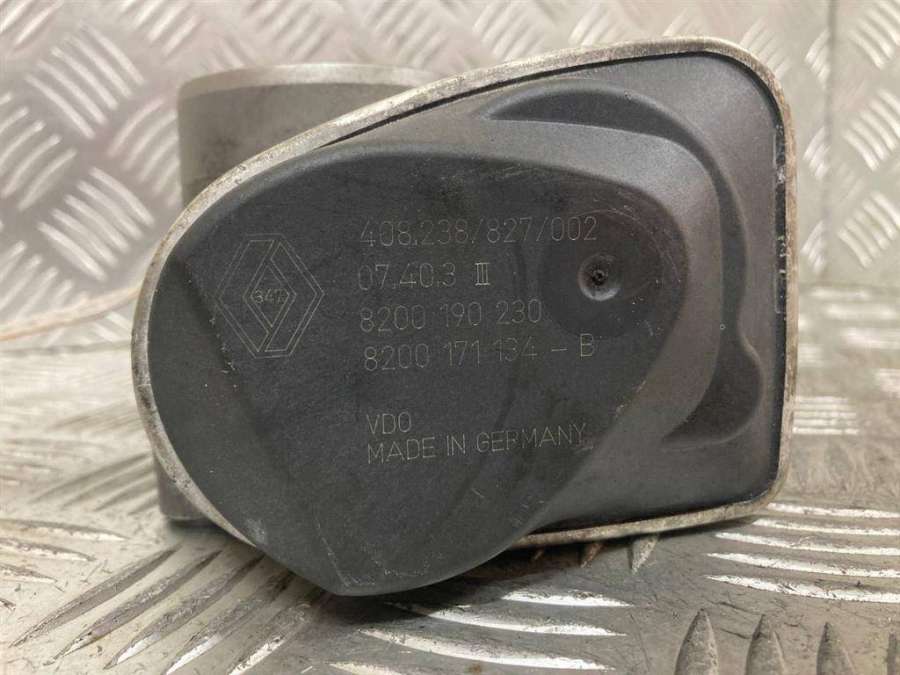 408.238/827/002
07.40.3 III
8200 190 230
8200 171 134 - B
VDO
MADE IN GERMANY